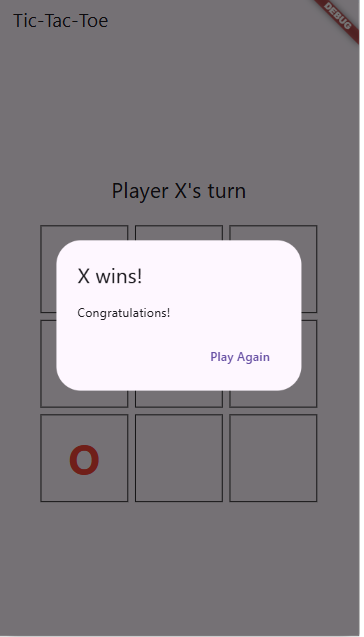 Tic-Tac-Toe
DEBUG
Player X's turn
X wins!
Congratulations!
Play Again
O